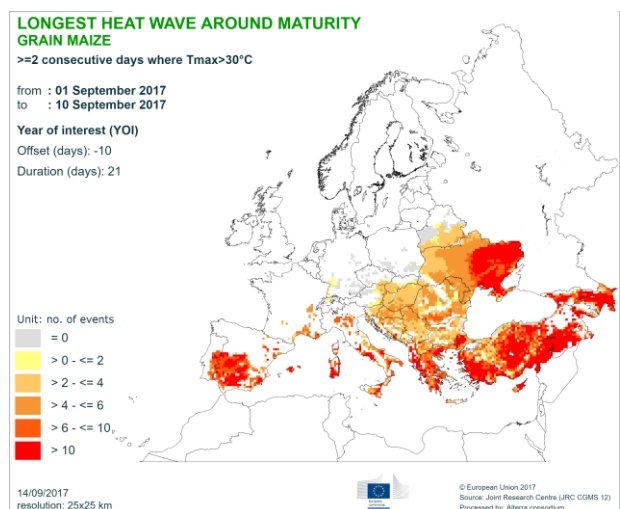 LONGEST HEAT WAVE AROUND MATURITY
GRAIN MAIZE
>=2 consecutive days where Tmax>30°C
from : 01 September 2017
to : 10 September 2017
Year of interest (YOI)
Offset (days): -10
Duration (days): 21
Unit: no. of events
= 0
> 0 - <= 2
> 2 - <= 4
> 4 - <= 6
> 6 - <= 10
> 10
14/09/2017
resolution: 25x25 km
European
Commission
© European Union 2017
Source: Joint Research Centre (JRC CGMS 12)
Processed by: Alterra consortium